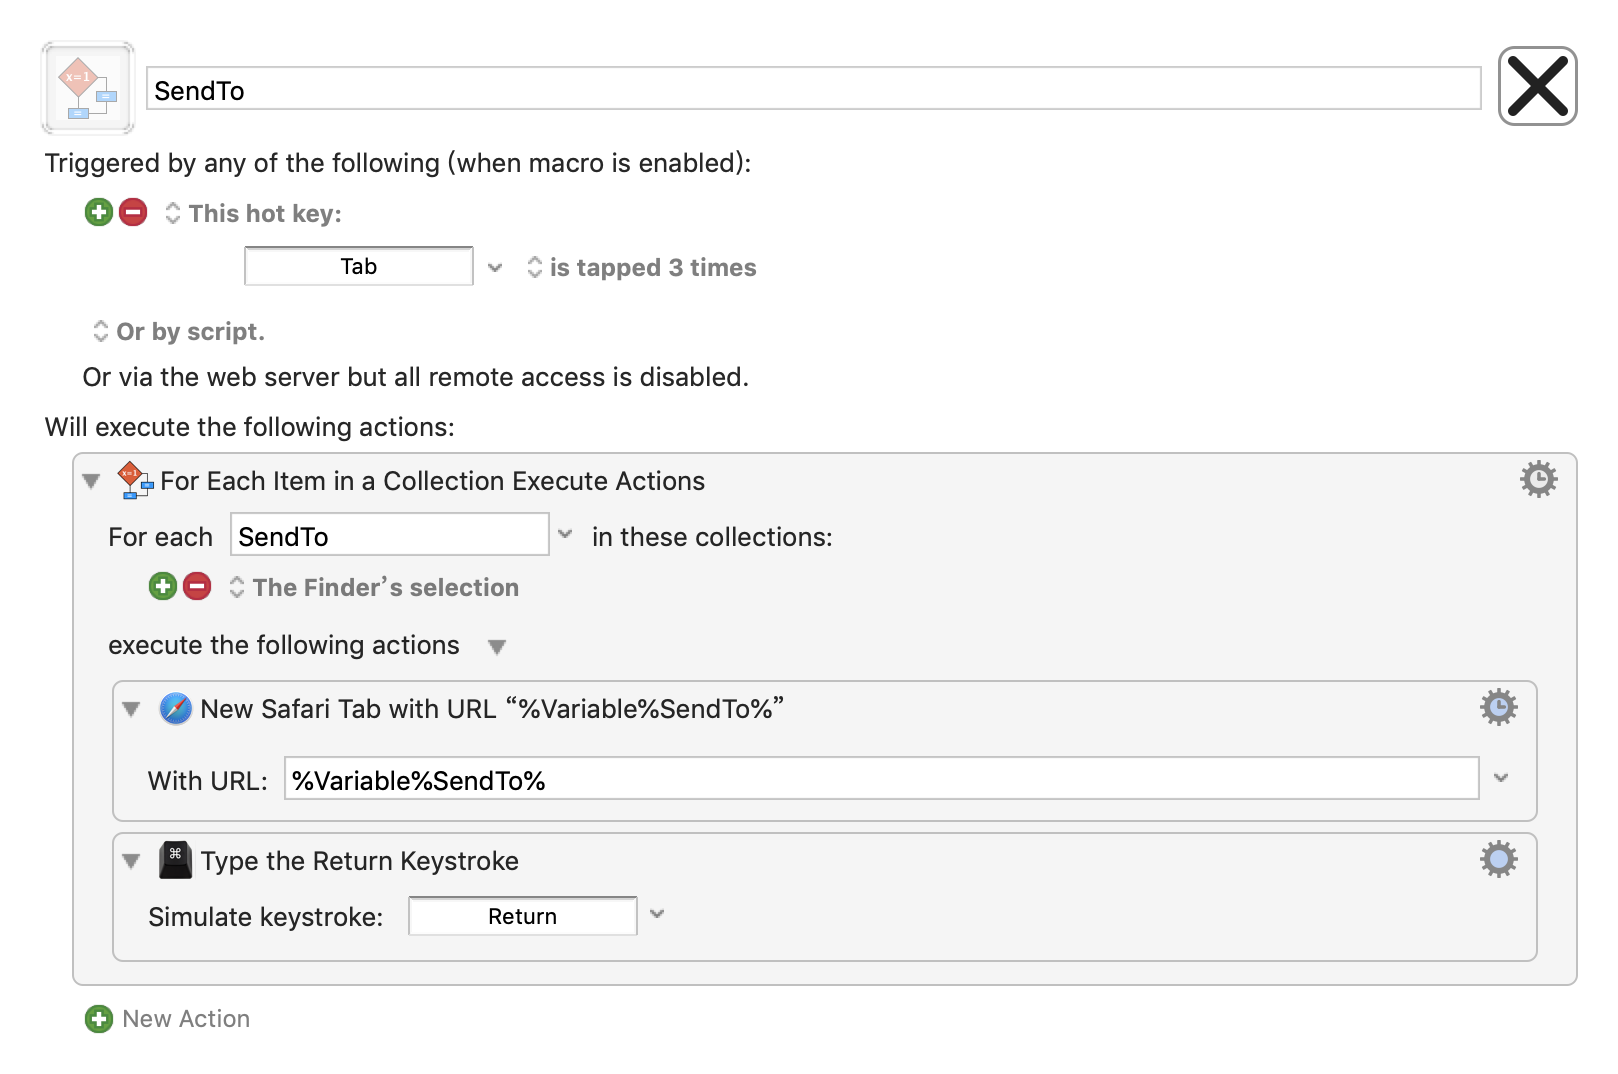 x=1
SendTo
Triggered by any of the following (when macro is enabled):
This hot key:
Tab is tapped 3 times
Or by script.
Or via the web server but all remote access is disabled.
Will execute the following actions:
x=1 For Each Item in a Collection Execute Actions
For each SendTo in these collections:
The Finder’s selection
execute the following actions
New Safari Tab with URL “%Variable%SendTo%”
With URL: %Variable%SendTo%
⌘ Type the Return Keystroke
Simulate keystroke: Return
New Action